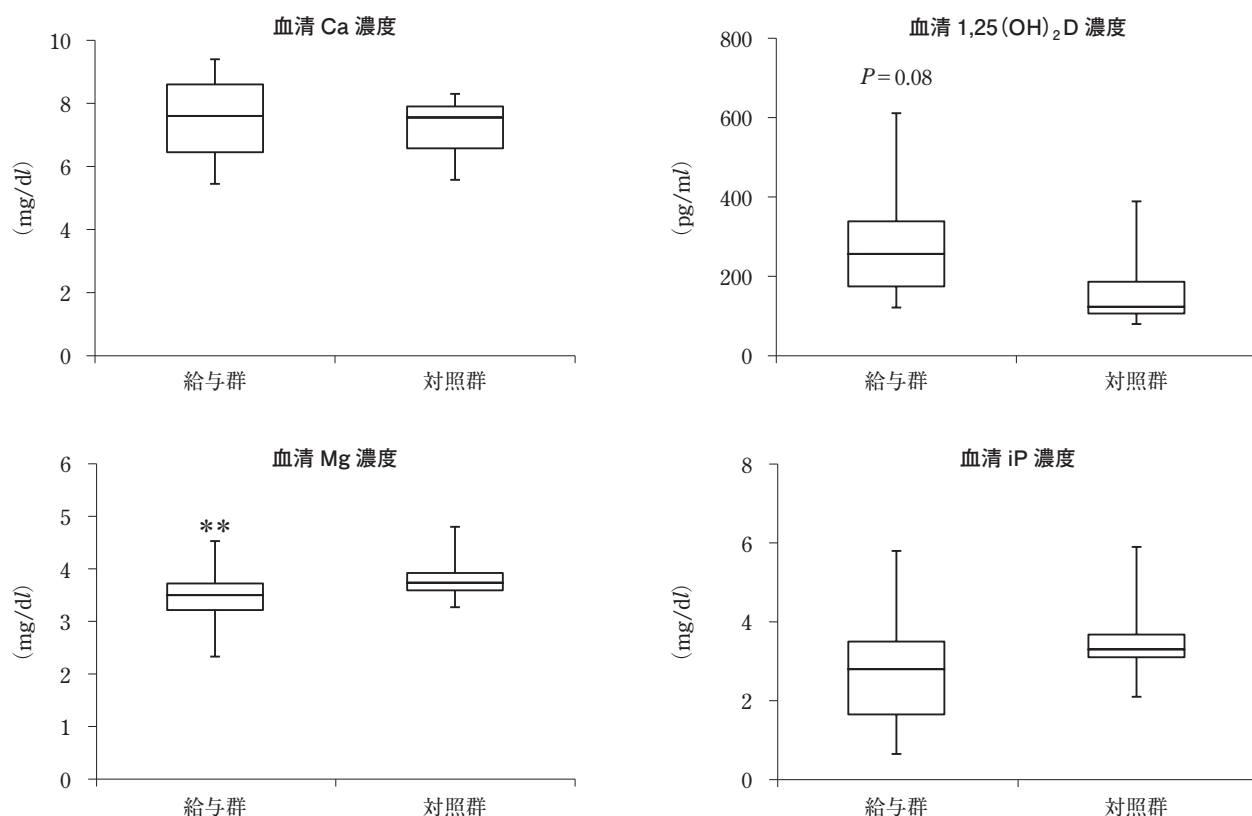 血清 Ca 濃度
10
8
6
4
2
0
(mg/dl)
給与群
対照群
血清 1,25(OH)₂D 濃度
800
600
400
200
0
(pg/ml)
P=0.08
給与群
対照群
血清 Mg 濃度
6
5
4
3
2
1
0
(mg/dl)
**
給与群
対照群
血清 iP 濃度
8
6
4
2
0
(mg/dl)
給与群
対照群